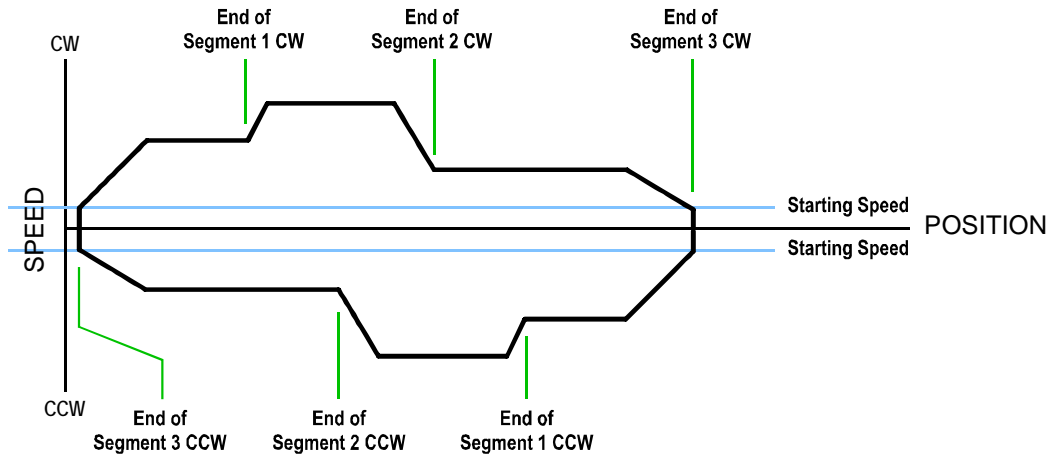 End of
Segment 1 CW
End of
Segment 2 CW
End of
Segment 3 CW
CW
SPEED
Starting Speed
POSITION
Starting Speed
CCW
End of
Segment 3 CCW
End of
Segment 2 CCW
End of
Segment 1 CCW